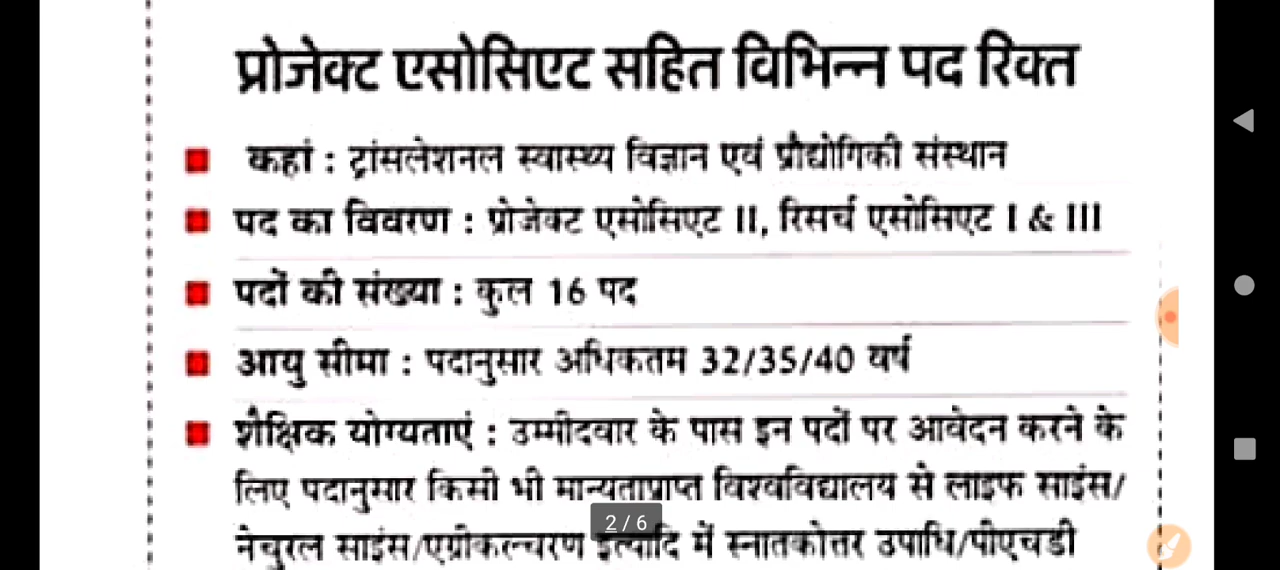 प्रोजेक्ट एसोसिएट सहित विभिन्न पद रिक्त
कहां : ट्रांसलेशनल स्वास्थ्य विज्ञान एवं प्रौद्योगिकी संस्थान
पद का विवरण : प्रोजेक्ट एसोसिएट II, रिसर्च एसोसिएट I & III
पदों की संख्या : कुल 16 पद
आयु सीमा : पदानुसार अधिकतम 32/35/40 वर्ष
शैक्षिक योग्यताएं : उम्मीदवार के पास इन पदों पर आवेदन करने के
लिए पदानुसार किसी भी मान्यताप्राप्त विश्वविद्यालय से लाइफ साइंस/
नेचुरल साइंस/एग्रीकल्चरण इत्यादि में स्नातकोत्तर उपाधि/पीएचडी
2 / 6